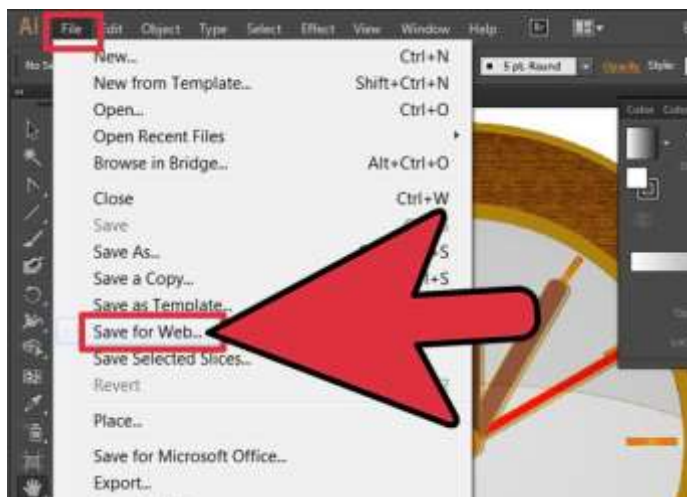 Ai File Edit Object Type Select Effect View Window Help Br
5 pt. Round Opacity Style:
New... Ctrl+N
New from Template... Shift+Ctrl+N
Open... Ctrl+O
Open Recent Files
Browse in Bridge... Alt+Ctrl+O
Close Ctrl+W
Save
Save As...
Save a Copy...
Save as Template...
Save for Web...
Save Selected Slices...
Revert
Place...
Save for Microsoft Office...
Export...
Color